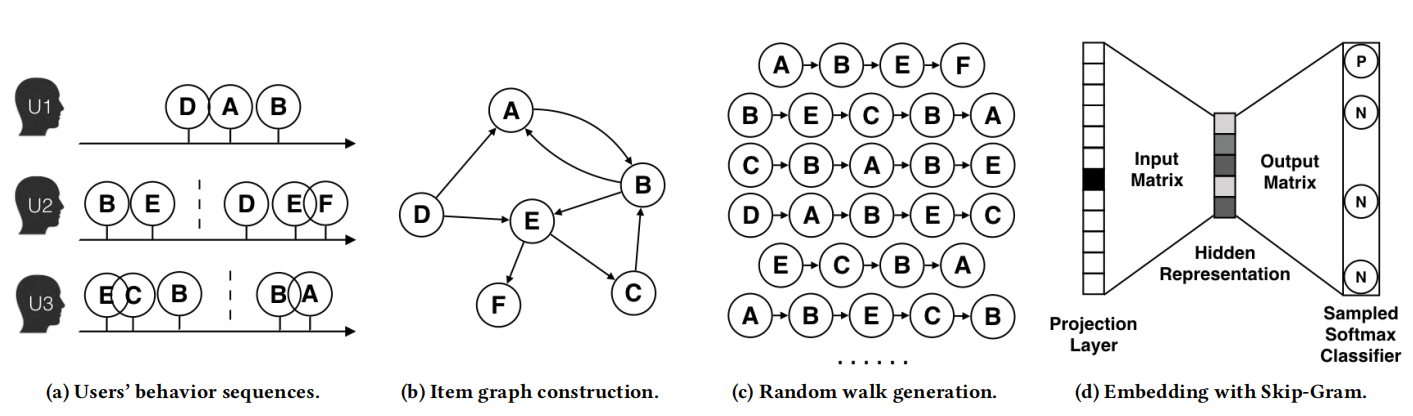 U1
D A B
U2
B E D E F
U3
E C B B A
(a) Users' behavior sequences.
A
B
D
E
F
C
(b) Item graph construction.
A B E F
B E C B A
C B A B E
D A B E C
E C B A
A B E C B
......
(c) Random walk generation.
P
N
N
N
Input
Matrix
Output
Matrix
Hidden
Representation
Projection
Layer
Sampled
Softmax
Classifier
(d) Embedding with Skip-Gram.